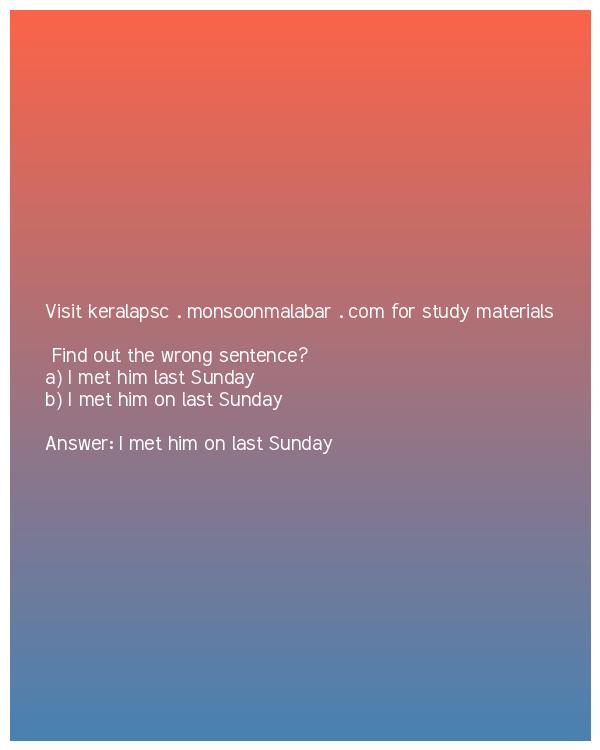 Visit keralapsc . monsoonmalabar . com for study materials
Find out the wrong sentence?
a) I met him last Sunday
b) I met him on last Sunday
Answer: I met him on last Sunday